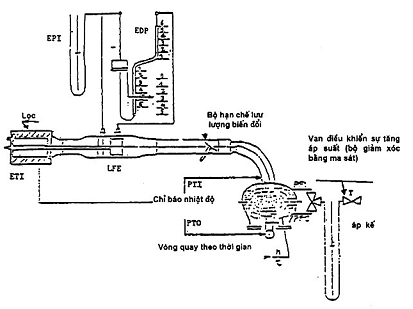 EPI
EDP
Lọc
Bộ hạn chế lưu
lượng biến đổi
Van điều khiển sự tăng
áp suất (bộ giảm xóc
bằng ma sát)
ETI
LFE
PTI
Chỉ báo nhiệt độ
T
áp kế
PTO
Vòng quay theo thời gian